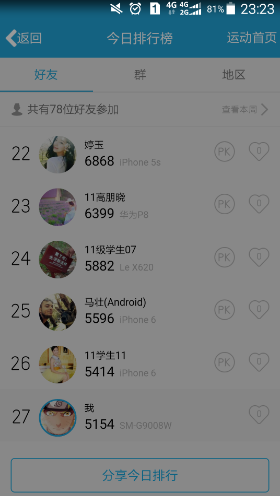 4G 4G 2G 81% 23:23
返回 今日排行榜 运动首页
好友 群 地区
共有78位好友参加 查看本周
22 婷玉 PK 0
6868 iPhone 5s
23 11高朋晓 PK 0
6399 华为P8
24 11级学生07 PK 0
5882 Le X620
25 马壮(Android) PK 0
5596 iPhone 6
26 11学生11 PK 0
5414 iPhone 6
27 我 0
5154 SM-G9008W
分享今日排行